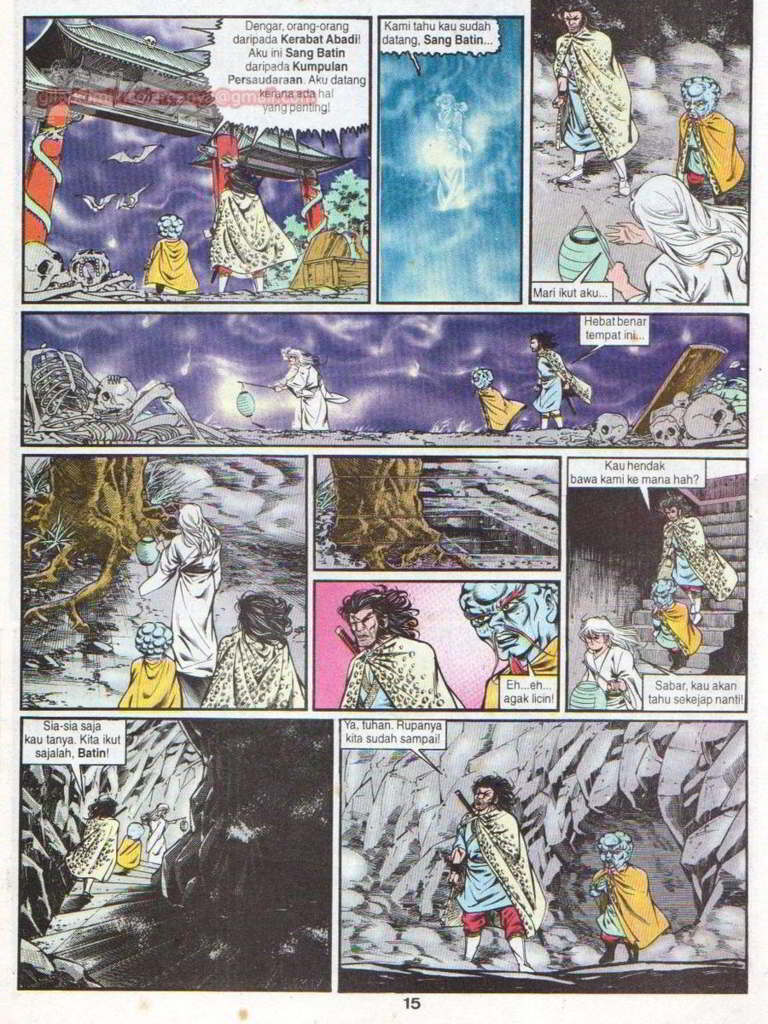 Dengar, orang-orang
daripada Kerabat Abadi!
Aku ini Sang Batin
daripada Kumpulan
Persaudaraan. Aku datang
kerana ada hal
yang penting!
Kami tahu kau sudah
datang, Sang Batin...
Mari ikut aku...
Hebat benar
tempat ini...
Kau hendak
bawa kami ke mana hah?
Eh...eh...
agak licin!
Sabar, kau akan
tahu sekejap nanti!
Sia-sia saja
kau tanya. Kita ikut
sajalah, Batin!
Ya, tuhan. Rupanya
kita sudah sampai!
15